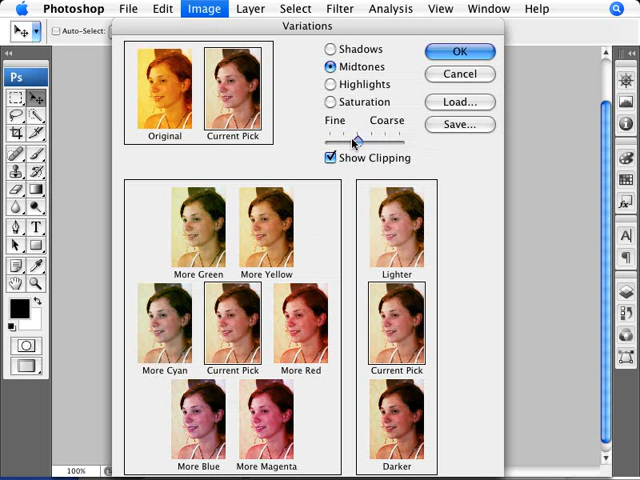 Photoshop File Edit Image Layer Select Filter Analysis View Window Help
Auto-Select:
Variations
Ps
Original
Current Pick
Shadows
Midtones
Highlights
Saturation
Fine
Coarse
Show Clipping
OK
Cancel
Load...
Save...
More Green
More Yellow
Lighter
More Cyan
Current Pick
More Red
Current Pick
More Blue
More Magenta
Darker
T
A
100%